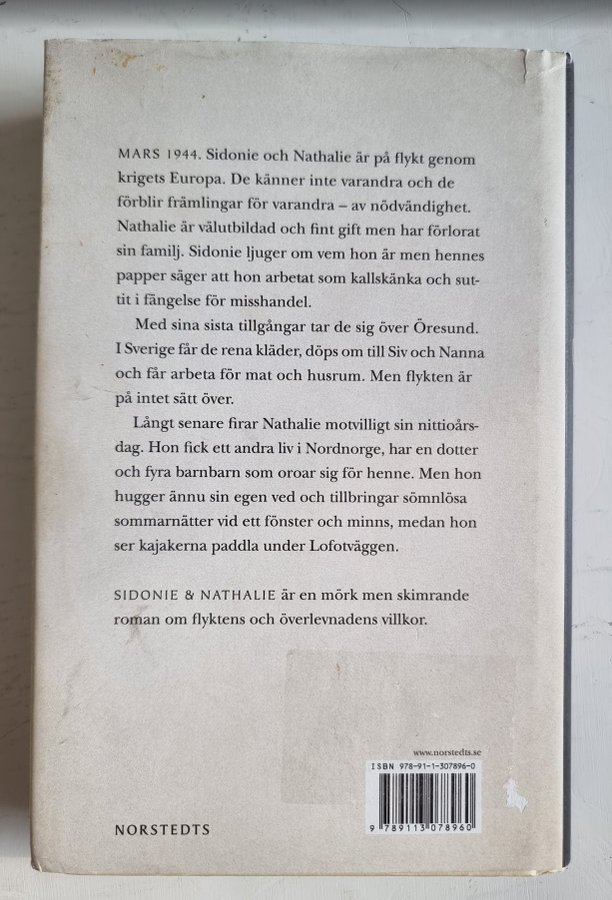 MARS 1944. Sidonie och Nathalie är på flykt genom
krigets Europa. De känner inte varandra och de
förblir främlingar för varandra – av nödvändighet.
Nathalie är välutbildad och fint gift men har förlorat
sin familj. Sidonie ljuger om vem hon är men hennes
papper säger att hon arbetat som kallskänka och sut-
tit i fängelse för misshandel.
Med sina sista tillgångar tar de sig över Öresund.
I Sverige får de rena kläder, döps om till Siv och Nanna
och får arbeta för mat och husrum. Men flykten är
på intet sätt över.
Långt senare firar Nathalie motvilligt sin nittioårs-
dag. Hon fick ett andra liv i Nordnorge, har en dotter
och fyra barnbarn som oroar sig för henne. Men hon
hugger ännu sin egen ved och tillbringar sömnlösa
sommarnätter vid ett fönster och minns, medan hon
ser kajakerna paddla under Lofotväggen.
SIDONIE & NATHALIE är en mörk men skimrande
roman om flyktens och överlevnadens villkor.
www.norstedts.se
ISBN 978-91-1-307896-0
9 789113 078960
NORSTEDTS